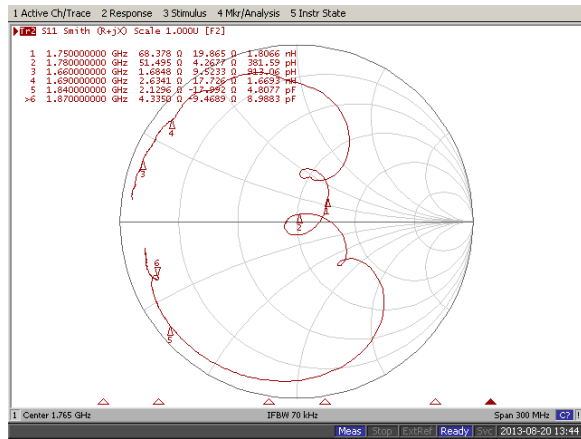 1 Active Ch/Trace 2 Response 3 Stimulus 4 Mkr/Analysis 5 Instr State
Tr2 S11 Smith (R+jX) Scale 1.000U [F2]
1 1.750000000 GHz 68.378 Ω 19.865 Ω 1.8066 nH
2 1.780000000 GHz 51.495 Ω 4.2677 Ω 381.59 pH
3 1.660000000 GHz 1.6848 Ω 9.5233 Ω 913.06 pH
4 1.690000000 GHz 2.6341 Ω 17.726 Ω 1.6693 nH
5 1.840000000 GHz 2.1296 Ω -17.992 Ω 4.8077 pF
>6 1.870000000 GHz 4.3350 Ω -9.4689 Ω 8.9883 pF
4
3
1
2
6
5
1 Center 1.765 GHz IFBW 70 kHz Span 300 MHz C? !
Meas Stop ExtRef Ready Svc 2013-08-20 13:44